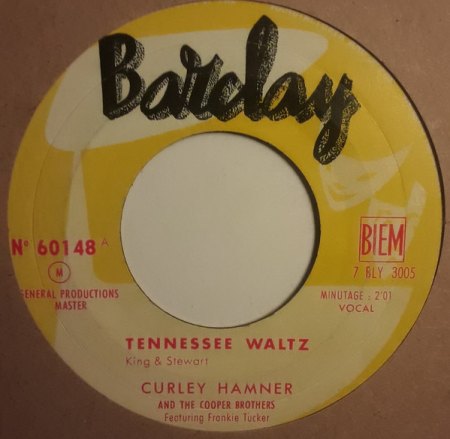 Barclay
N° 60148 A
M
GENERAL PRODUCTIONS
MASTER
BIEM
7 BLY 3005
MINUTAGE : 2'01
VOCAL
TENNESSEE WALTZ
King & Stewart
CURLEY HAMNER
AND THE COOPER BROTHERS
Featuring Frankie Tucker